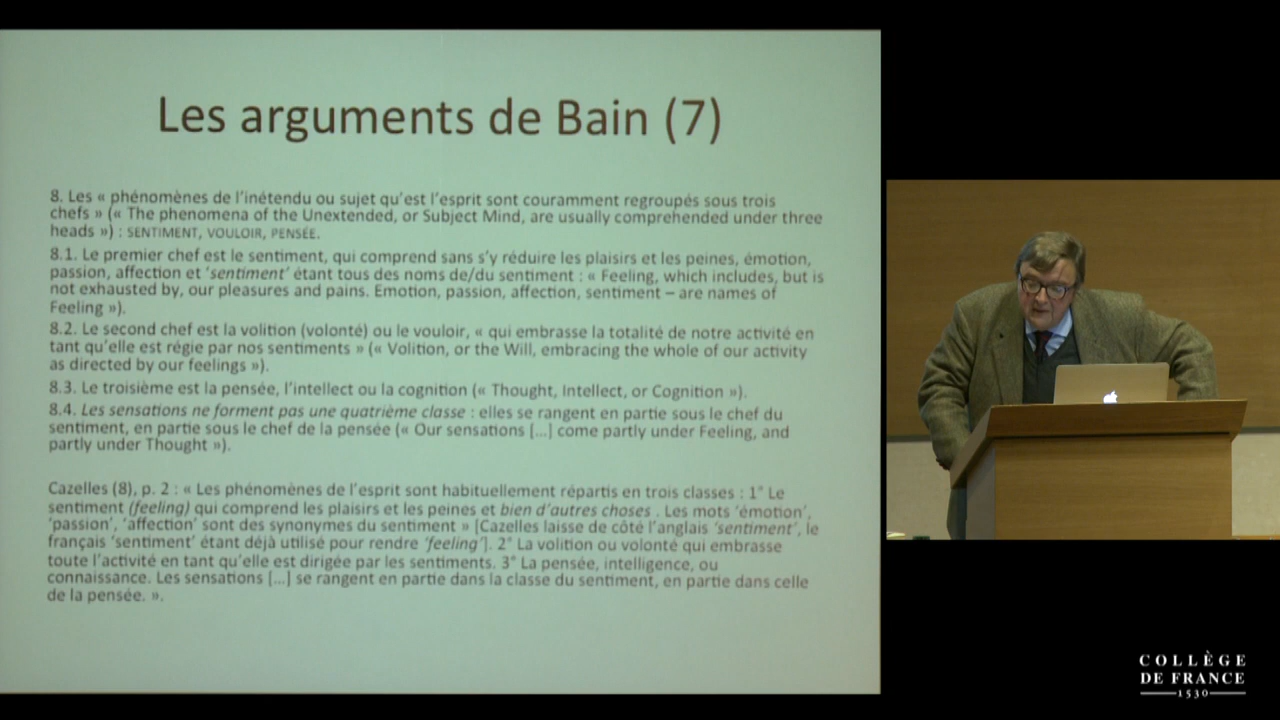 Les arguments de Bain (7)
8. Les « phénomènes de l'inétendu ou sujet qu'est l'esprit sont couramment regroupés sous trois
chefs » (« The phenomena of the Unextended, or Subject Mind, are usually comprehended under three
heads ») : SENTIMENT, VOULOIR, PENSÉE.
8.1. Le premier chef est le sentiment, qui comprend sans s'y réduire les plaisirs et les peines, émotion,
passion, affection et 'sentiment' étant tous des noms de/du sentiment : « Feeling, which includes, but is
not exhausted by, our pleasures and pains. Emotion, passion, affection, sentiment – are names of
Feeling »).
8.2. Le second chef est la volition (volonté) ou le vouloir, « qui embrasse la totalité de notre activité en
tant qu'elle est régie par nos sentiments » (« Volition, or the Will, embracing the whole of our activity
as directed by our feelings »).
8.3. Le troisième est la pensée, l'intellect ou la cognition (« Thought, Intellect, or Cognition »).
8.4. Les sensations ne forment pas une quatrième classe : elles se rangent en partie sous le chef du
sentiment, en partie sous le chef de la pensée (« Our sensations [...] come partly under Feeling, and
partly under Thought »).
Cazelles (8), p. 2 : « Les phénomènes de l'esprit sont habituellement répartis en trois classes : 1° Le
sentiment (feeling) qui comprend les plaisirs et les peines et bien d'autres choses . Les mots 'émotion',
'passion', 'affection' sont des synonymes du sentiment » [Cazelles laisse de côté l'anglais 'sentiment', le
français 'sentiment' étant déjà utilisé pour rendre 'feeling']. 2° La volition ou volonté qui embrasse
toute l'activité en tant qu'elle est dirigée par les sentiments. 3° La pensée, intelligence, ou
connaissance. Les sensations [...] se rangent en partie dans la classe du sentiment, en partie dans celle
de la pensée. ».
COLLÈGE
DE FRANCE
1530